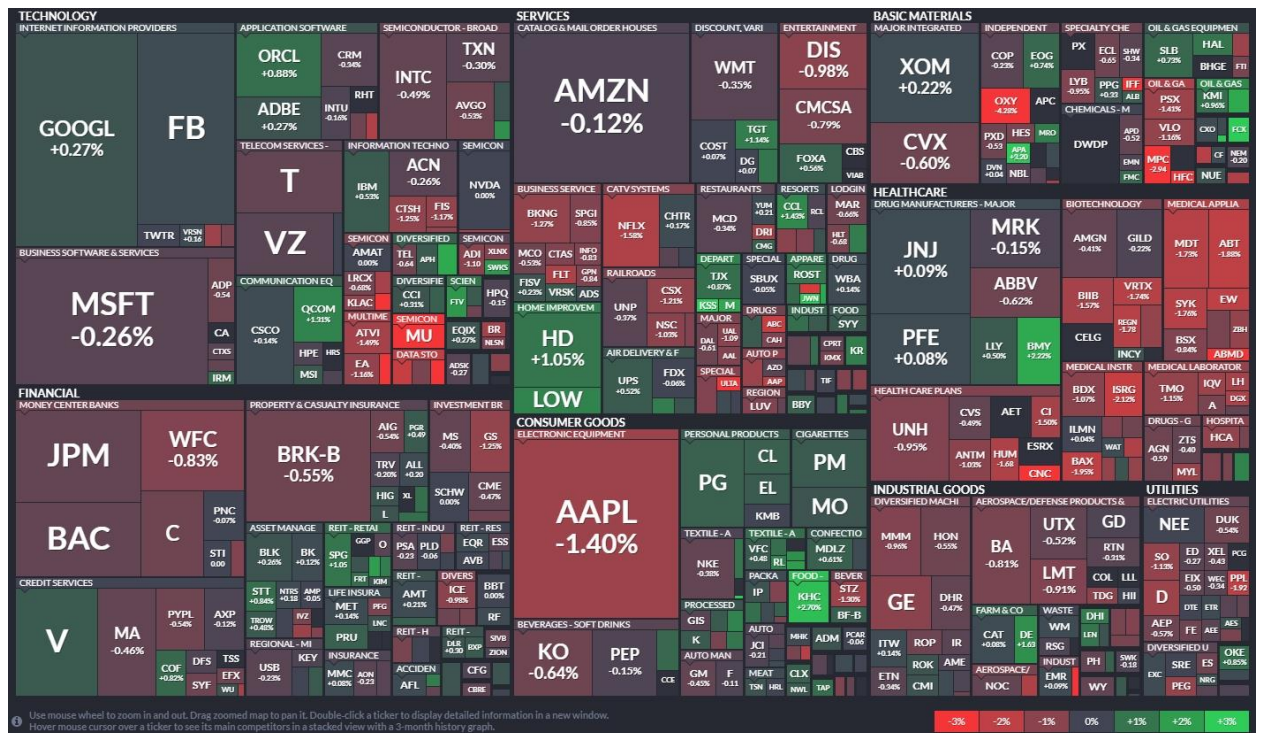 TECHNOLOGY
INTERNET INFORMATION PROVIDERS
GOOGL
+0.27%
FB
TWTR
VRSN
+0.16
APPLICATION SOFTWARE
ORCL
+0.88%
CRM
-0.34%
ADBE
+0.27%
INTU
-0.16%
RHT
SEMICONDUCTOR - BROAD
INTC
-0.49%
TXN
-0.30%
AVGO
-0.53%
TELECOM SERVICES -
T
VZ
INFORMATION TECHNO
IBM
+0.53%
ACN
-0.26%
CTSH
-1.25%
FIS
-1.17%
SEMICON
NVDA
0.00%
BUSINESS SOFTWARE & SERVICES
MSFT
-0.26%
ADP
-0.54
CA
CTXS
IRM
COMMUNICATION EQ
CSCO
+0.14%
QCOM
+1.31%
HPE
HRS
MSI
SEMICON
AMAT
0.00%
LRCX
-0.68%
KLAC
DIVERSIFIED
TEL
-0.64
APH
SEMICON
ADI
-1.10
XLNX
SWKS
DIVERSIFIE
CCI
+0.31%
SCIEN
FTV
HPQ
-0.15
MULTIME
ATVI
-1.49%
EA
-1.16%
SEMICON
MU
EQIX
+0.27%
BR
NLSN
DATA STO
ADSK
-0.27
FINANCIAL
MONEY CENTER BANKS
JPM
WFC
-0.83%
BAC
C
PNC
-0.07%
STI
0.00
PROPERTY & CASUALTY INSURANCE
BRK-B
-0.55%
AIG
-0.54%
PGR
+0.49
TRV
-0.20%
ALL
+0.20
HIG
XL
L
INVESTMENT BR
MS
-0.40%
GS
-1.25%
SCHW
0.00%
CME
-0.47%
CREDIT SERVICES
V
MA
-0.46%
PYPL
-0.54%
AXP
-0.12%
COF
+0.82%
DFS
TSS
SYF
EFX
WU
ASSET MANAGE
BLK
+0.26%
BK
+0.12%
STT
+0.84%
NTRS
+0.18
AMP
-0.05
TROW
+0.48%
IVZ
REIT - RETAI
SPG
+1.05
GGP
O
FRT
KIM
REIT - INDU
PSA
-0.23
PLD
-0.06
REIT - RES
EQR
ESS
AVB
LIFE INSURA
MET
+0.14%
PFG
PRU
LNC
REIT -
AMT
+0.21%
DIVERS
ICE
-0.98%
BBT
0.00%
RF
REGIONAL - MI
USB
-0.23%
KEY
INSURANCE
MMC
+0.08%
AON
-0.23
REIT - H
REIT -
DLR
+0.30
EXP
SIVB
ZION
ACCIDEN
AFL
CFG
CBRE
SERVICES
CATALOG & MAIL ORDER HOUSES
AMZN
-0.12%
DISCOUNT, VARI
WMT
-0.35%
COST
+0.07%
TGT
+1.14%
DG
+0.07
ENTERTAINMENT
DIS
-0.98%
CMCSA
-0.79%
FOXA
+0.56%
CBS
VIAB
BUSINESS SERVICE
BKNG
-1.27%
SPGI
-0.85%
MCO
-0.53%
CTAS
INFO
-0.83
FLT
GPN
-0.84
FISV
+0.23%
VRSK
ADS
CATV SYSTEMS
NFLX
-1.58%
CHTR
+0.17%
RESTAURANTS
MCD
-0.34%
YUM
+0.21
DRI
CMG
RESORTS
CCL
+1.43%
RCL
LODGIN
MAR
-0.66%
HLT
-0.68
RAILROADS
UNP
-0.37%
CSX
-1.21%
NSC
-1.03%
DEPART
TJX
+0.87%
KSS
M
SPECIAL
SBUX
-0.05%
APPARE
ROST
JWN
DRUG
WBA
+0.14%
HOME IMPROVEM
HD
+1.05%
LOW
MAJOR
DAL
-0.61
UAL
-1.09
AAL
DRUGS
ABC
CAH
INDUST
FOOD
SYY
CPRT
KMX
KR
AIR DELIVERY & F
UPS
+0.52%
FDX
-0.06%
SPECIAL
ULTA
AUTO P
AZO
AAP
REGION
LUV
BBY
TIF
CONSUMER GOODS
ELECTRONIC EQUIPMENT
AAPL
-1.40%
PERSONAL PRODUCTS
PG
CL
EL
KMB
CIGARETTES
PM
MO
TEXTILE - A
NKE
-0.38%
TEXTILE - A
VFC
+0.48
RL
CONFECTIO
MDLZ
+0.61%
PACKA
IP
FOOD -
KHC
+2.70%
BEVER
STZ
-1.30%
BF-B
PROCESSED
GIS
K
BEVERAGES - SOFT DRINKS
KO
-0.64%
PEP
-0.15%
CCE
AUTO
JCI
-0.21
MHK
ADM
PCAR
-0.06
AUTO MAN
GM
-0.45%
F
-0.11
MEAT
TSN
HRL
CLX
NWL
TAP
BASIC MATERIALS
MAJOR INTEGRATED
XOM
+0.22%
CVX
-0.60%
INDEPENDENT
COP
-0.23%
EOG
+0.74%
OXY
-4.28%
APC
PXD
-0.53
HES
MRO
APA
+3.20
DVN
+0.04
NBL
SPECIALTY CHE
PX
ECL
-0.65
SHW
-0.34
LYB
-0.95%
PPG
+0.33
IFF
ALB
CHEMICALS - M
DWDP
APD
-0.52
EMN
FMC
OIL & GAS EQUIPMEN
SLB
+0.73%
HAL
BHGE
FTI
OIL & GA
PSX
-1.41%
VLO
-1.16%
MPC
-2.94
HFC
OIL & GAS
KMI
+0.96%
CXO
FCX
CF
NEM
-0.20
NUE
HEALTHCARE
DRUG MANUFACTURERS - MAJOR
JNJ
+0.09%
MRK
-0.15%
ABBV
-0.62%
PFE
+0.08%
LLY
+0.50%
BMY
+2.22%
BIOTECHNOLOGY
AMGN
-0.41%
GILD
-0.22%
BIIB
-1.57%
VRTX
-1.74%
REGN
-1.78
CELG
INCY
MEDICAL APPLIA
MDT
-1.73%
ABT
-1.88%
SYK
-1.76%
EW
BSX
-0.84%
ZBH
ABMD
HEALTH CARE PLANS
UNH
-0.95%
CVS
-0.49%
AET
CI
-1.50%
ANTM
-1.03%
HUM
-1.68
ESRX
CNC
MEDICAL INSTR
BDX
-1.07%
ISRG
-2.12%
ILMN
+0.04%
WAT
BAX
-1.95%
MEDICAL LABORATOR
TMO
-1.15%
IQV
LH
A
DGX
DRUGS - G
AGN
-0.59
ZTS
-0.40
MYL
HOSPITA
HCA
INDUSTRIAL GOODS
DIVERSIFIED MACHI
MMM
-0.96%
HON
-0.55%
GE
DHR
-0.47%
ITW
+0.14%
ROP
IR
ROK
AME
ETN
-0.34%
CMI
AEROSPACE/DEFENSE PRODUCTS &
BA
-0.81%
UTX
-0.52%
GD
RTN
-0.31%
LMT
-0.91%
COL
LLL
TDG
HII
FARM & CO
CAT
+0.08%
DE
+1.63
WASTE
WM
RSG
DHI
LEN
AEROSPACE/
NOC
INDUST
EMR
+0.09%
PH
SWK
-0.18
WY
UTILITIES
ELECTRIC UTILITIES
NEE
DUK
-0.54%
SO
-1.13%
ED
-0.27
XEL
-0.43
PCG
D
EIX
-0.50
WEC
-0.34
PPL
-1.92
DTE
ETR
AEP
-0.57%
FE
AEE
AES
DIVERSIFIED U
EXC
SRE
ES
OKE
+0.85%
PEG
NRG
Use mouse wheel to zoom in and out. Drag zoomed map to pan it. Double-click a ticker to display detailed information in a new window.
Hover mouse cursor over a ticker to see its main competitors in a stacked view with a 3-month history graph.
-3%
-2%
-1%
0%
+1%
+2%
+3%